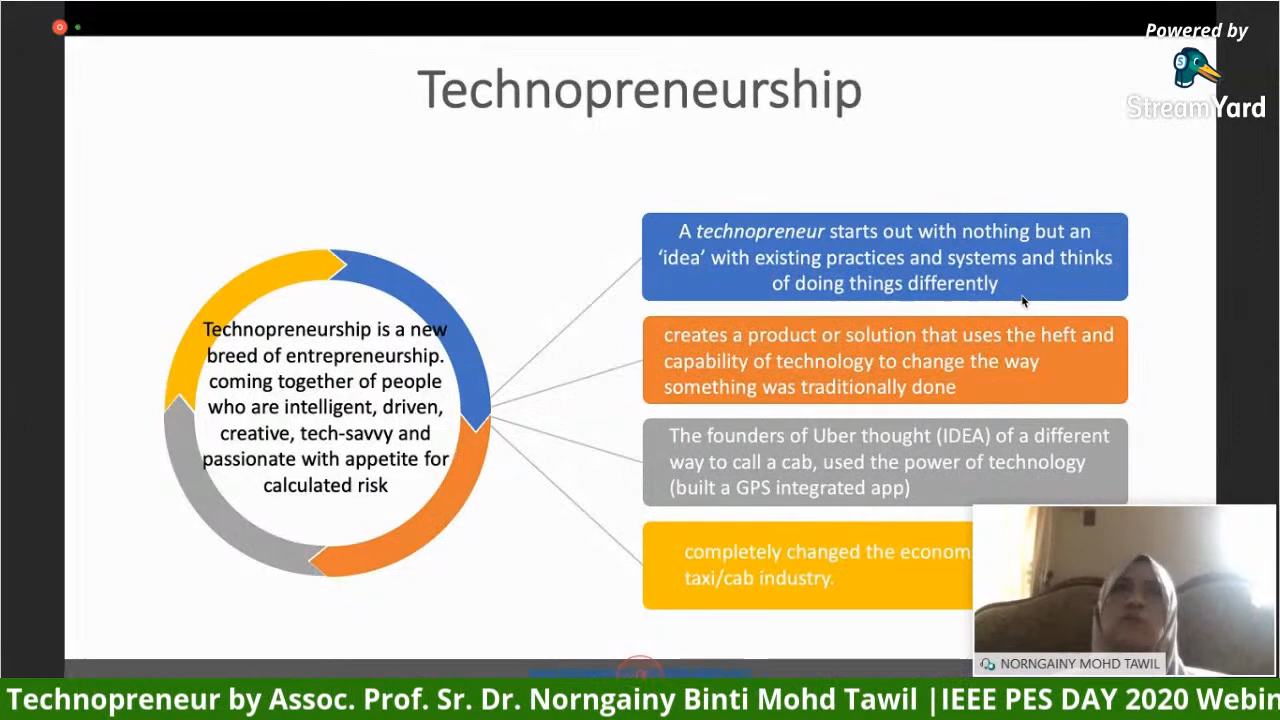 Powered by
StreamYard
Technopreneurship
Technopreneurship is a new
breed of entrepreneurship.
coming together of people
who are intelligent, driven,
creative, tech-savvy and
passionate with appetite for
calculated risk
A technopreneur starts out with nothing but an
‘idea’ with existing practices and systems and thinks
of doing things differently
creates a product or solution that uses the heft and
capability of technology to change the way
something was traditionally done
The founders of Uber thought (IDEA) of a different
way to call a cab, used the power of technology
(built a GPS integrated app)
completely changed the econom
taxi/cab industry.
NORNGAINY MOHD TAWIL
Technopreneur by Assoc. Prof. Sr. Dr. Norngainy Binti Mohd Tawil |IEEE PES DAY 2020 Webin